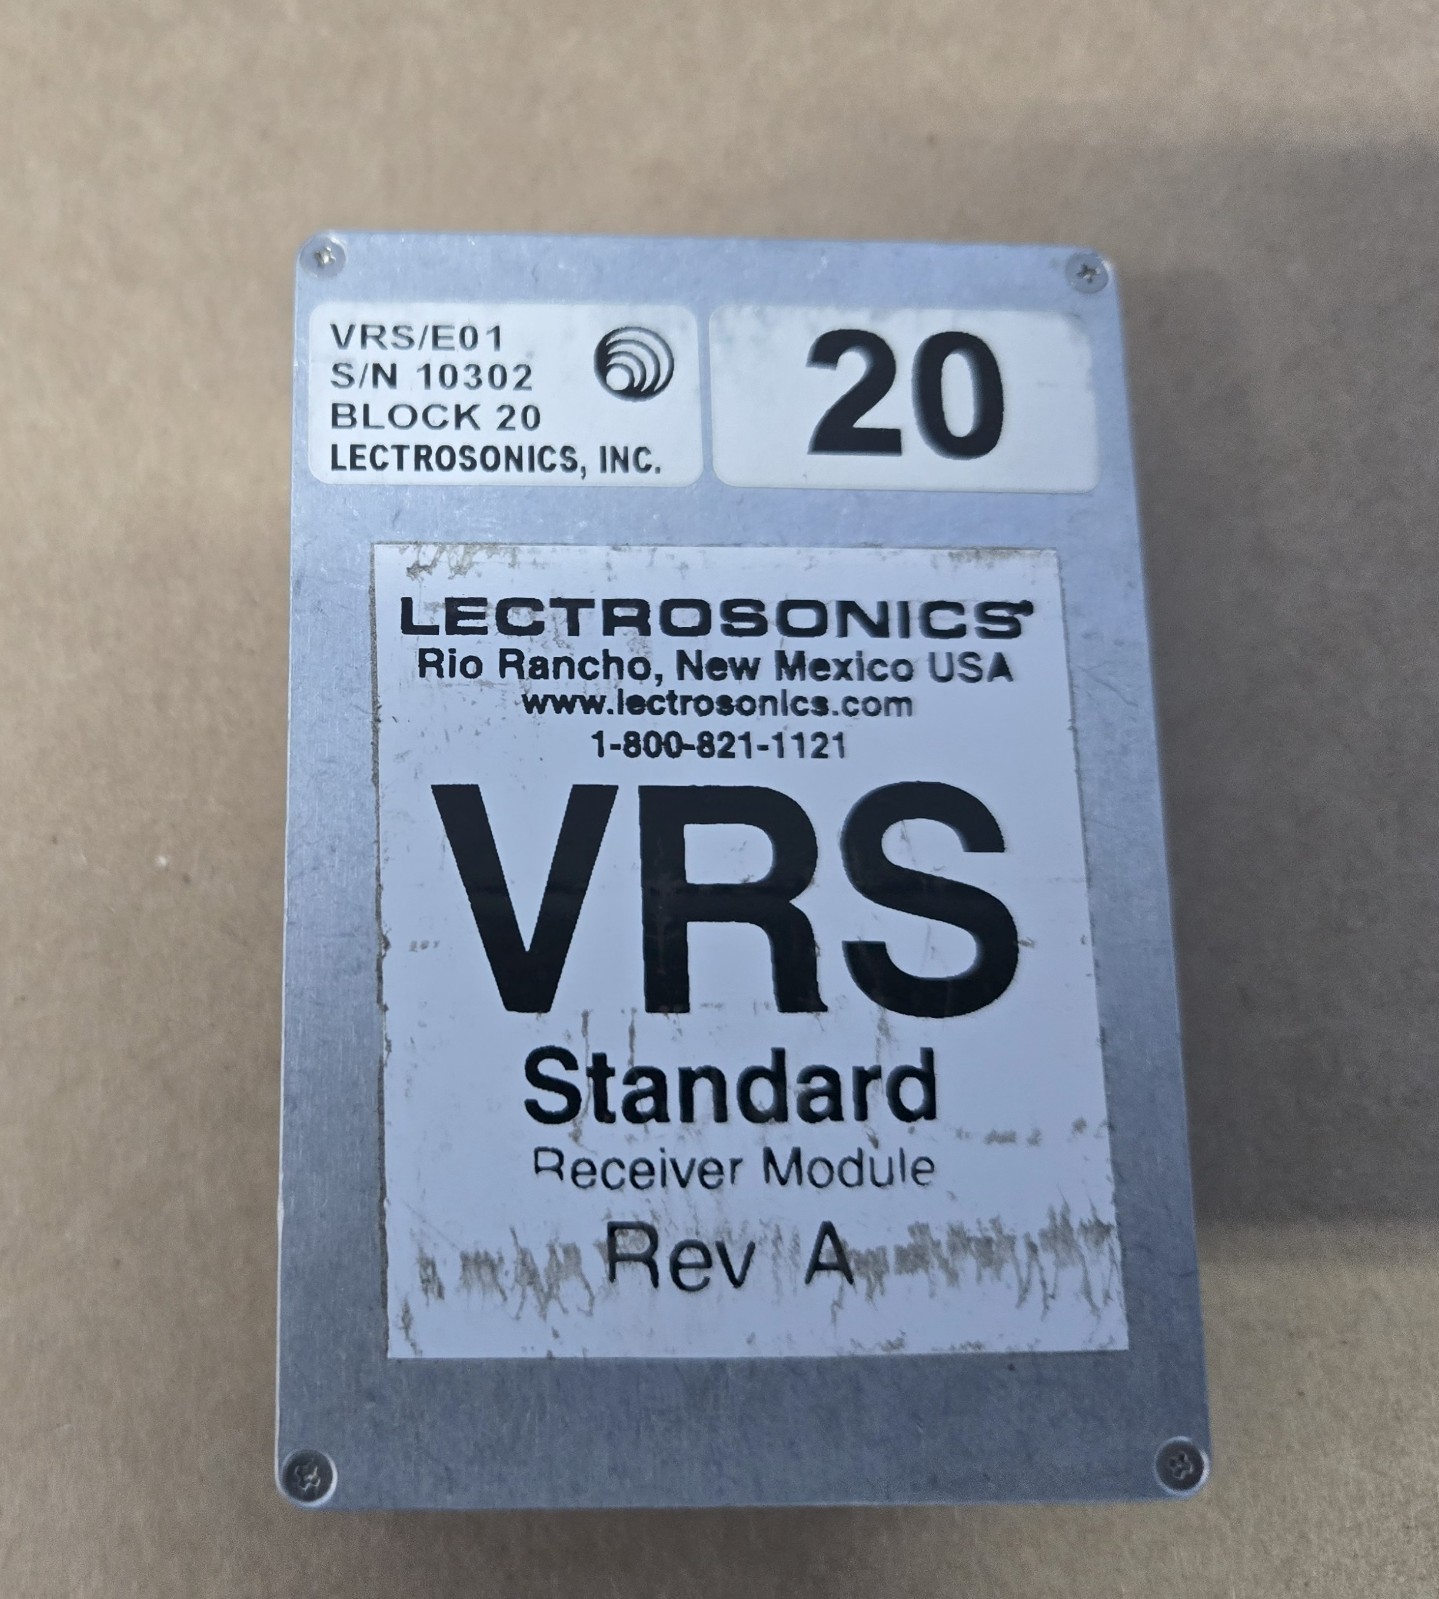 VRS/E01
S/N 10302
BLOCK 20
LECTROSONICS, INC.
20
LECTROSONICS
Rio Rancho, New Mexico USA
www.lectrosonics.com
1-800-821-1121
VRS
Standard
Receiver Module
Rev A